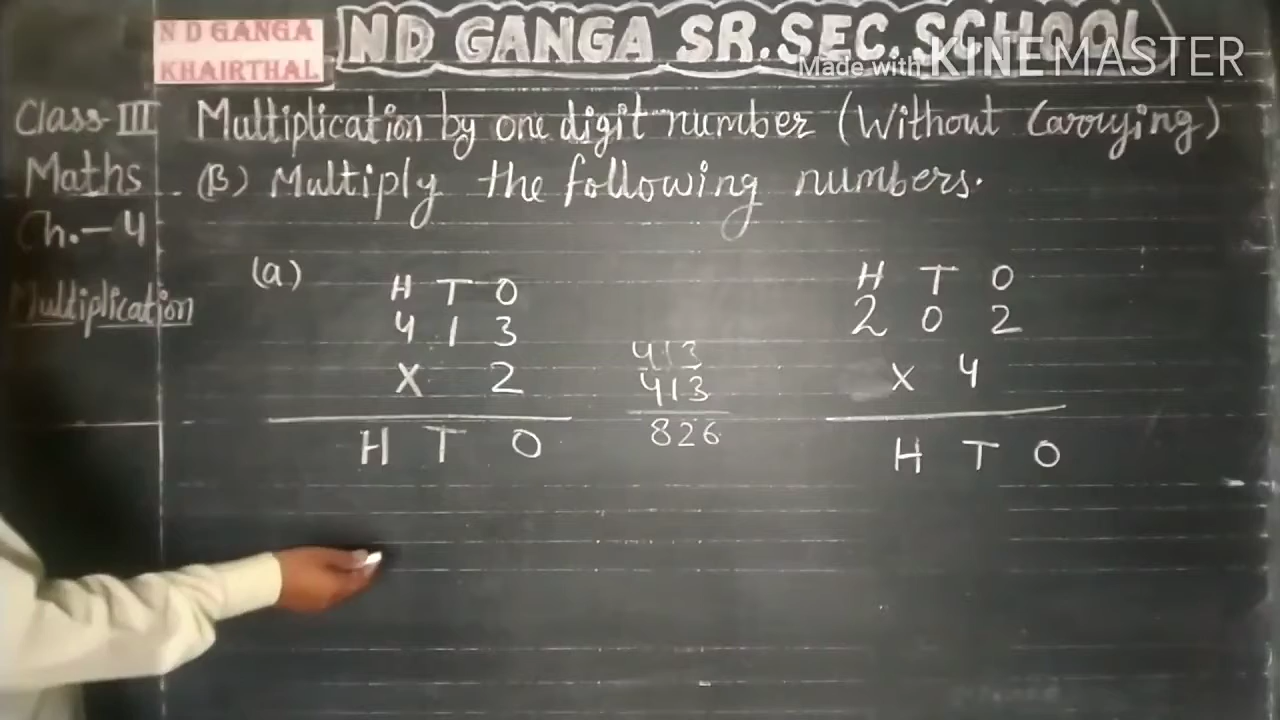 N D GANGA
KHAIRTHAL
ND GANGA SR.SEC.SCHOOL
Made with KINEMASTER
Class-III
Maths
Ch.-4
Multiplication
Multiplication by one digit number (Without Carrying)
(B) Multiply the following numbers.
(a)
H T O
4 1 3
X 2
H T O
413
413
826
H T O
2 0 2
X 4
H T O